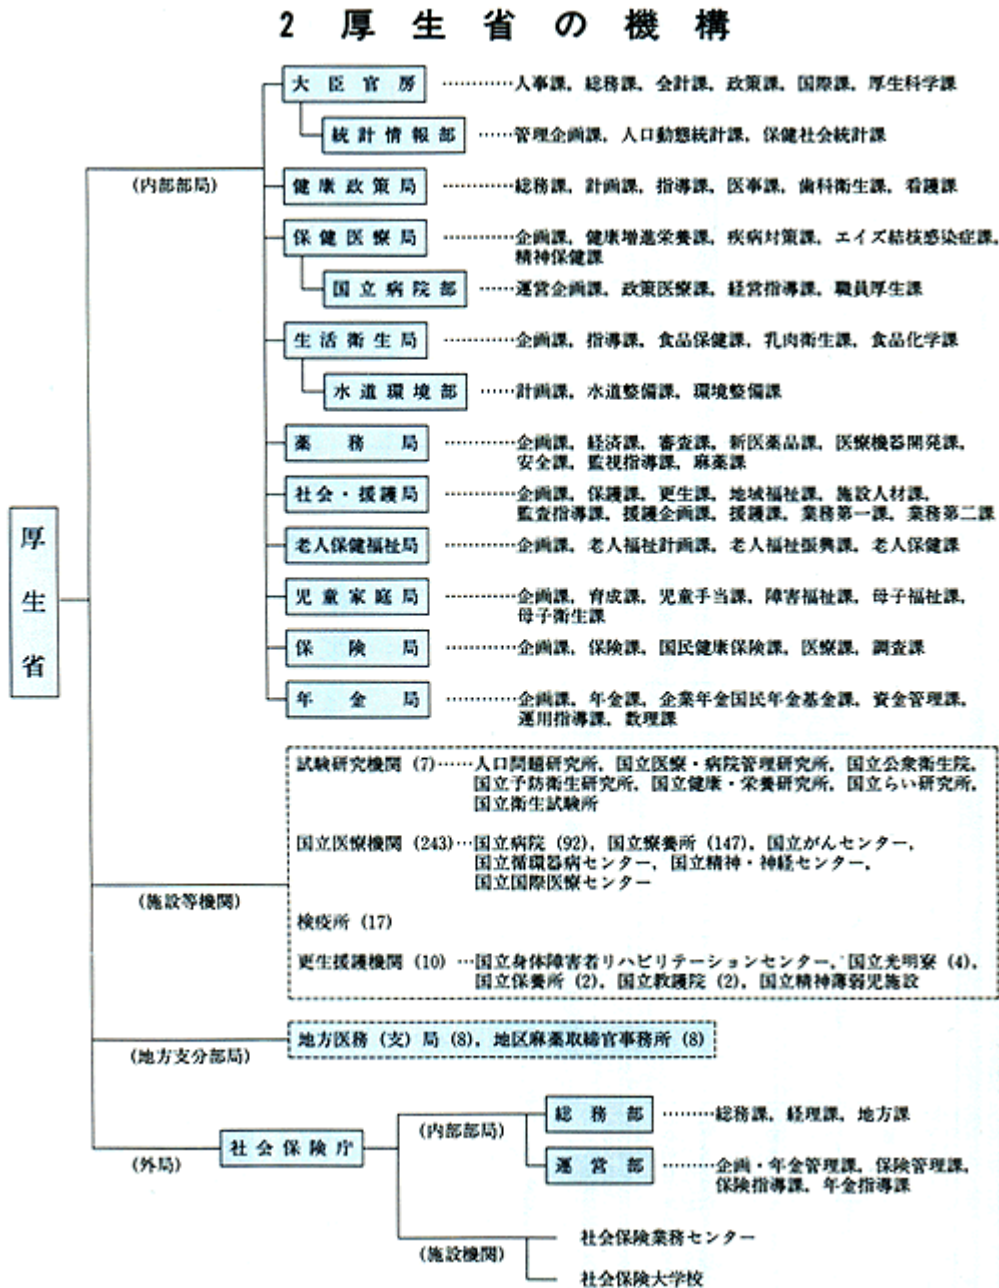 2 厚生省の機構
大臣官房 …………人事課,総務課,会計課,政策課,国際課,厚生科学課
統計情報部 ……管理企画課,人口動態統計課,保健社会統計課
(内部部局)
健康政策局 …………総務課,計画課,指導課,医事課,歯科衛生課,看護課
保健医療局 …………企画課,健康増進栄養課,疾病対策課,エイズ結核感染症課,
精神保健課
国立病院部 ……運営企画課,政策医療課,経営指導課,職員厚生課
生活衛生局 …………企画課,指導課,食品保健課,乳肉衛生課,食品化学課
水道環境部 ……計画課,水道整備課,環境整備課
薬務局 …………企画課,経済課,審査課,新医薬品課,医療機器開発課,
安全課,監視指導課,麻薬課
社会・援護局 …………企画課,保護課,更生課,地域福祉課,施設人材課,
監査指導課,援護企画課,援護課,業務第一課,業務第二課
老人保健福祉局 …………企画課,老人福祉計画課,老人福祉振興課,老人保健課
児童家庭局 …………企画課,育成課,児童手当課,障害福祉課,母子福祉課,
母子衛生課
保険局 …………企画課,保険課,国民健康保険課,医療課,調査課
年金局 …………企画課,年金課,企業年金国民年金基金課,資金管理課,
運用指導課,数理課
厚生省
試験研究機関 (7)……人口問題研究所,国立医療・病院管理研究所,国立公衆衛生院,
国立予防衛生研究所,国立健康・栄養研究所,国立らい研究所,
国立衛生試験所
国立医療機関 (243)…国立病院 (92),国立療養所 (147),国立がんセンター,
国立循環器病センター,国立精神・神経センター,
国立国際医療センター
(施設等機関)
検疫所 (17)
更生援護機関 (10) …国立身体障害者リハビリテーションセンター,国立光明寮 (4),
国立保養所 (2),国立教護院 (2),国立精神薄弱児施設
(地方支分部局)
地方医務(支)局 (8),地区麻薬取締官事務所 (8)
(外局)
社会保険庁
(内部部局)
総務部 ………総務課,経理課,地方課
運営部 ………企画・年金管理課,保険管理課,
保険指導課,年金指導課
(施設機関)
社会保険業務センター
社会保険大学校